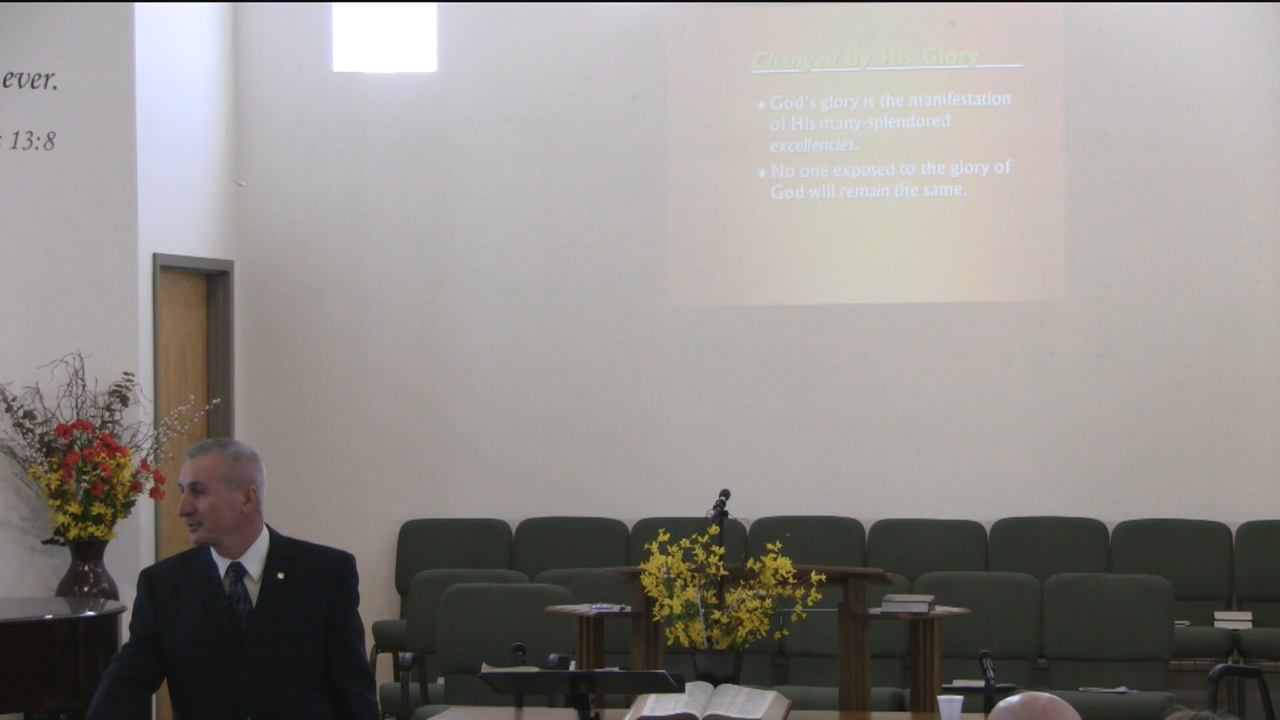 ever.
13:8
Changed by His Glory
♦ God's glory is the manifestation
of His many-splendored
excellencies.
♦ No one exposed to the glory of
God will remain the same.